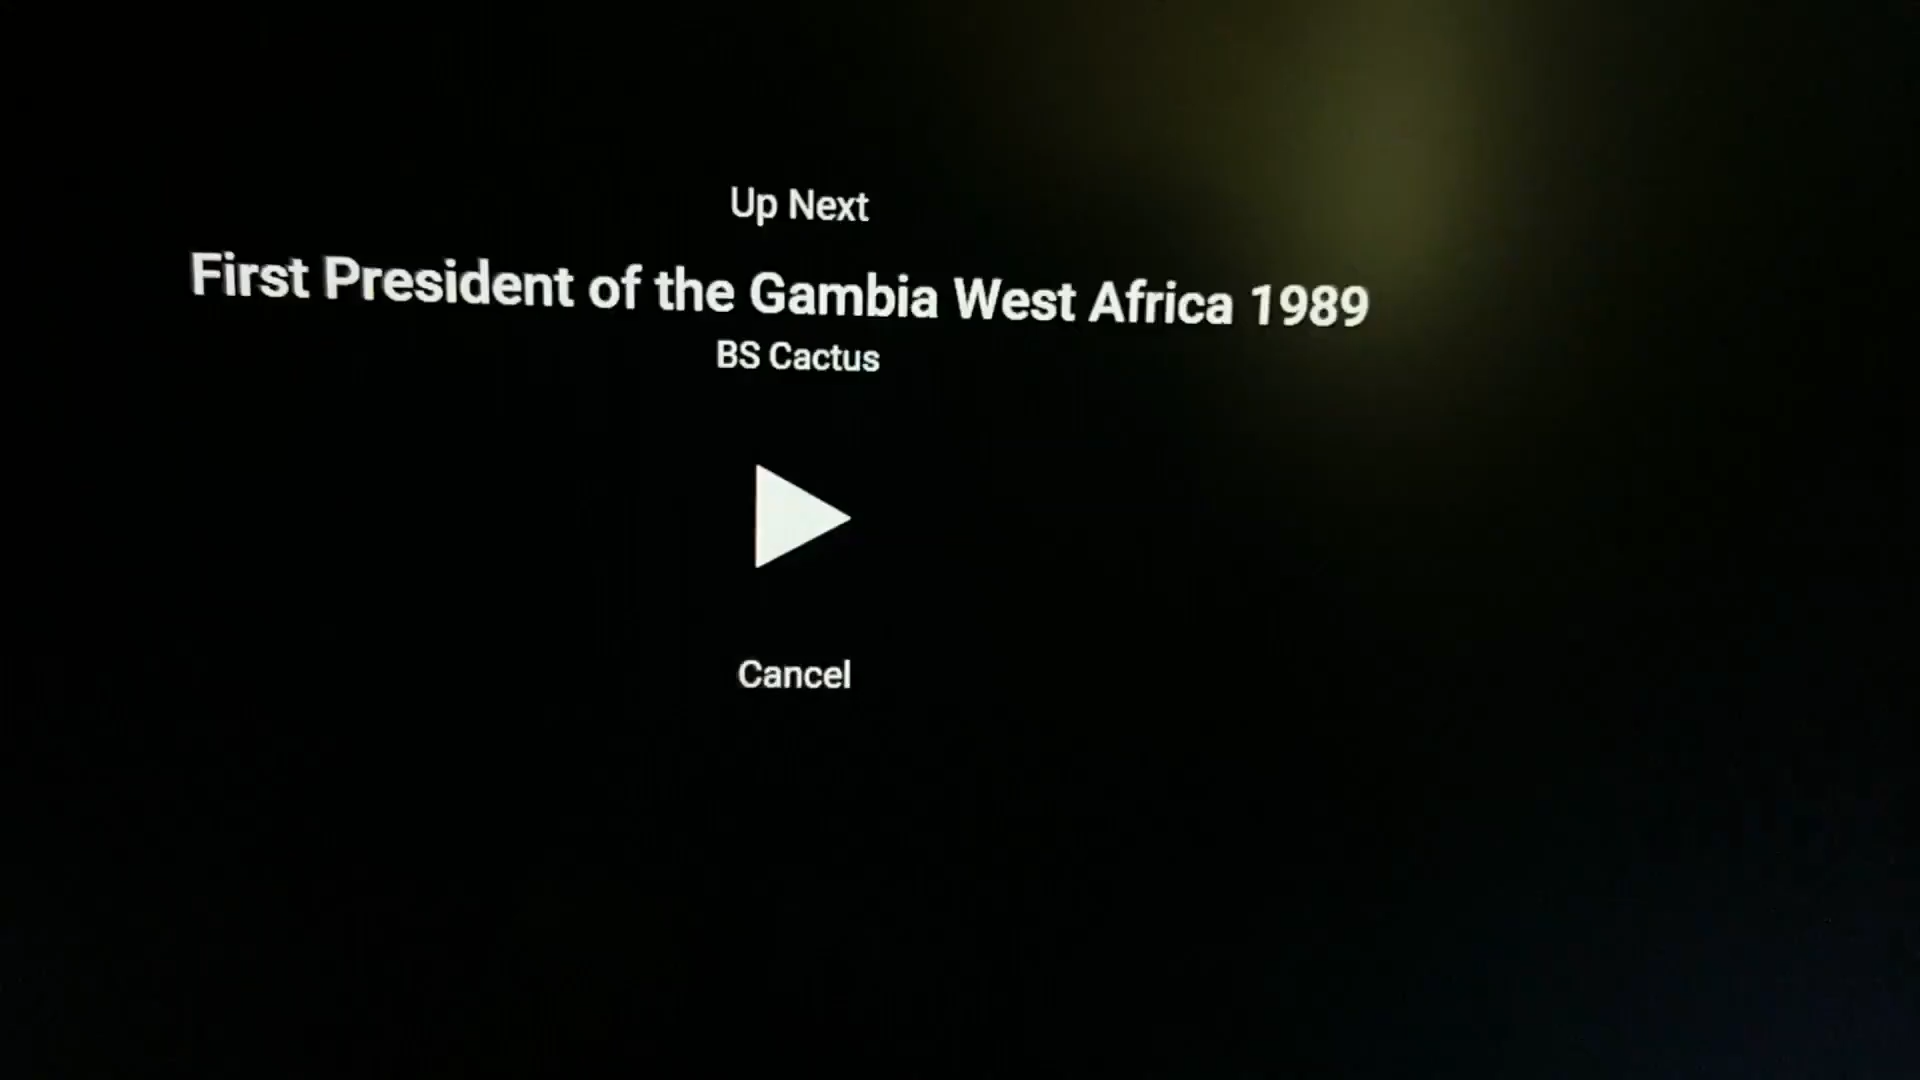 Up Next
First President of the Gambia West Africa 1989
BS Cactus
Cancel